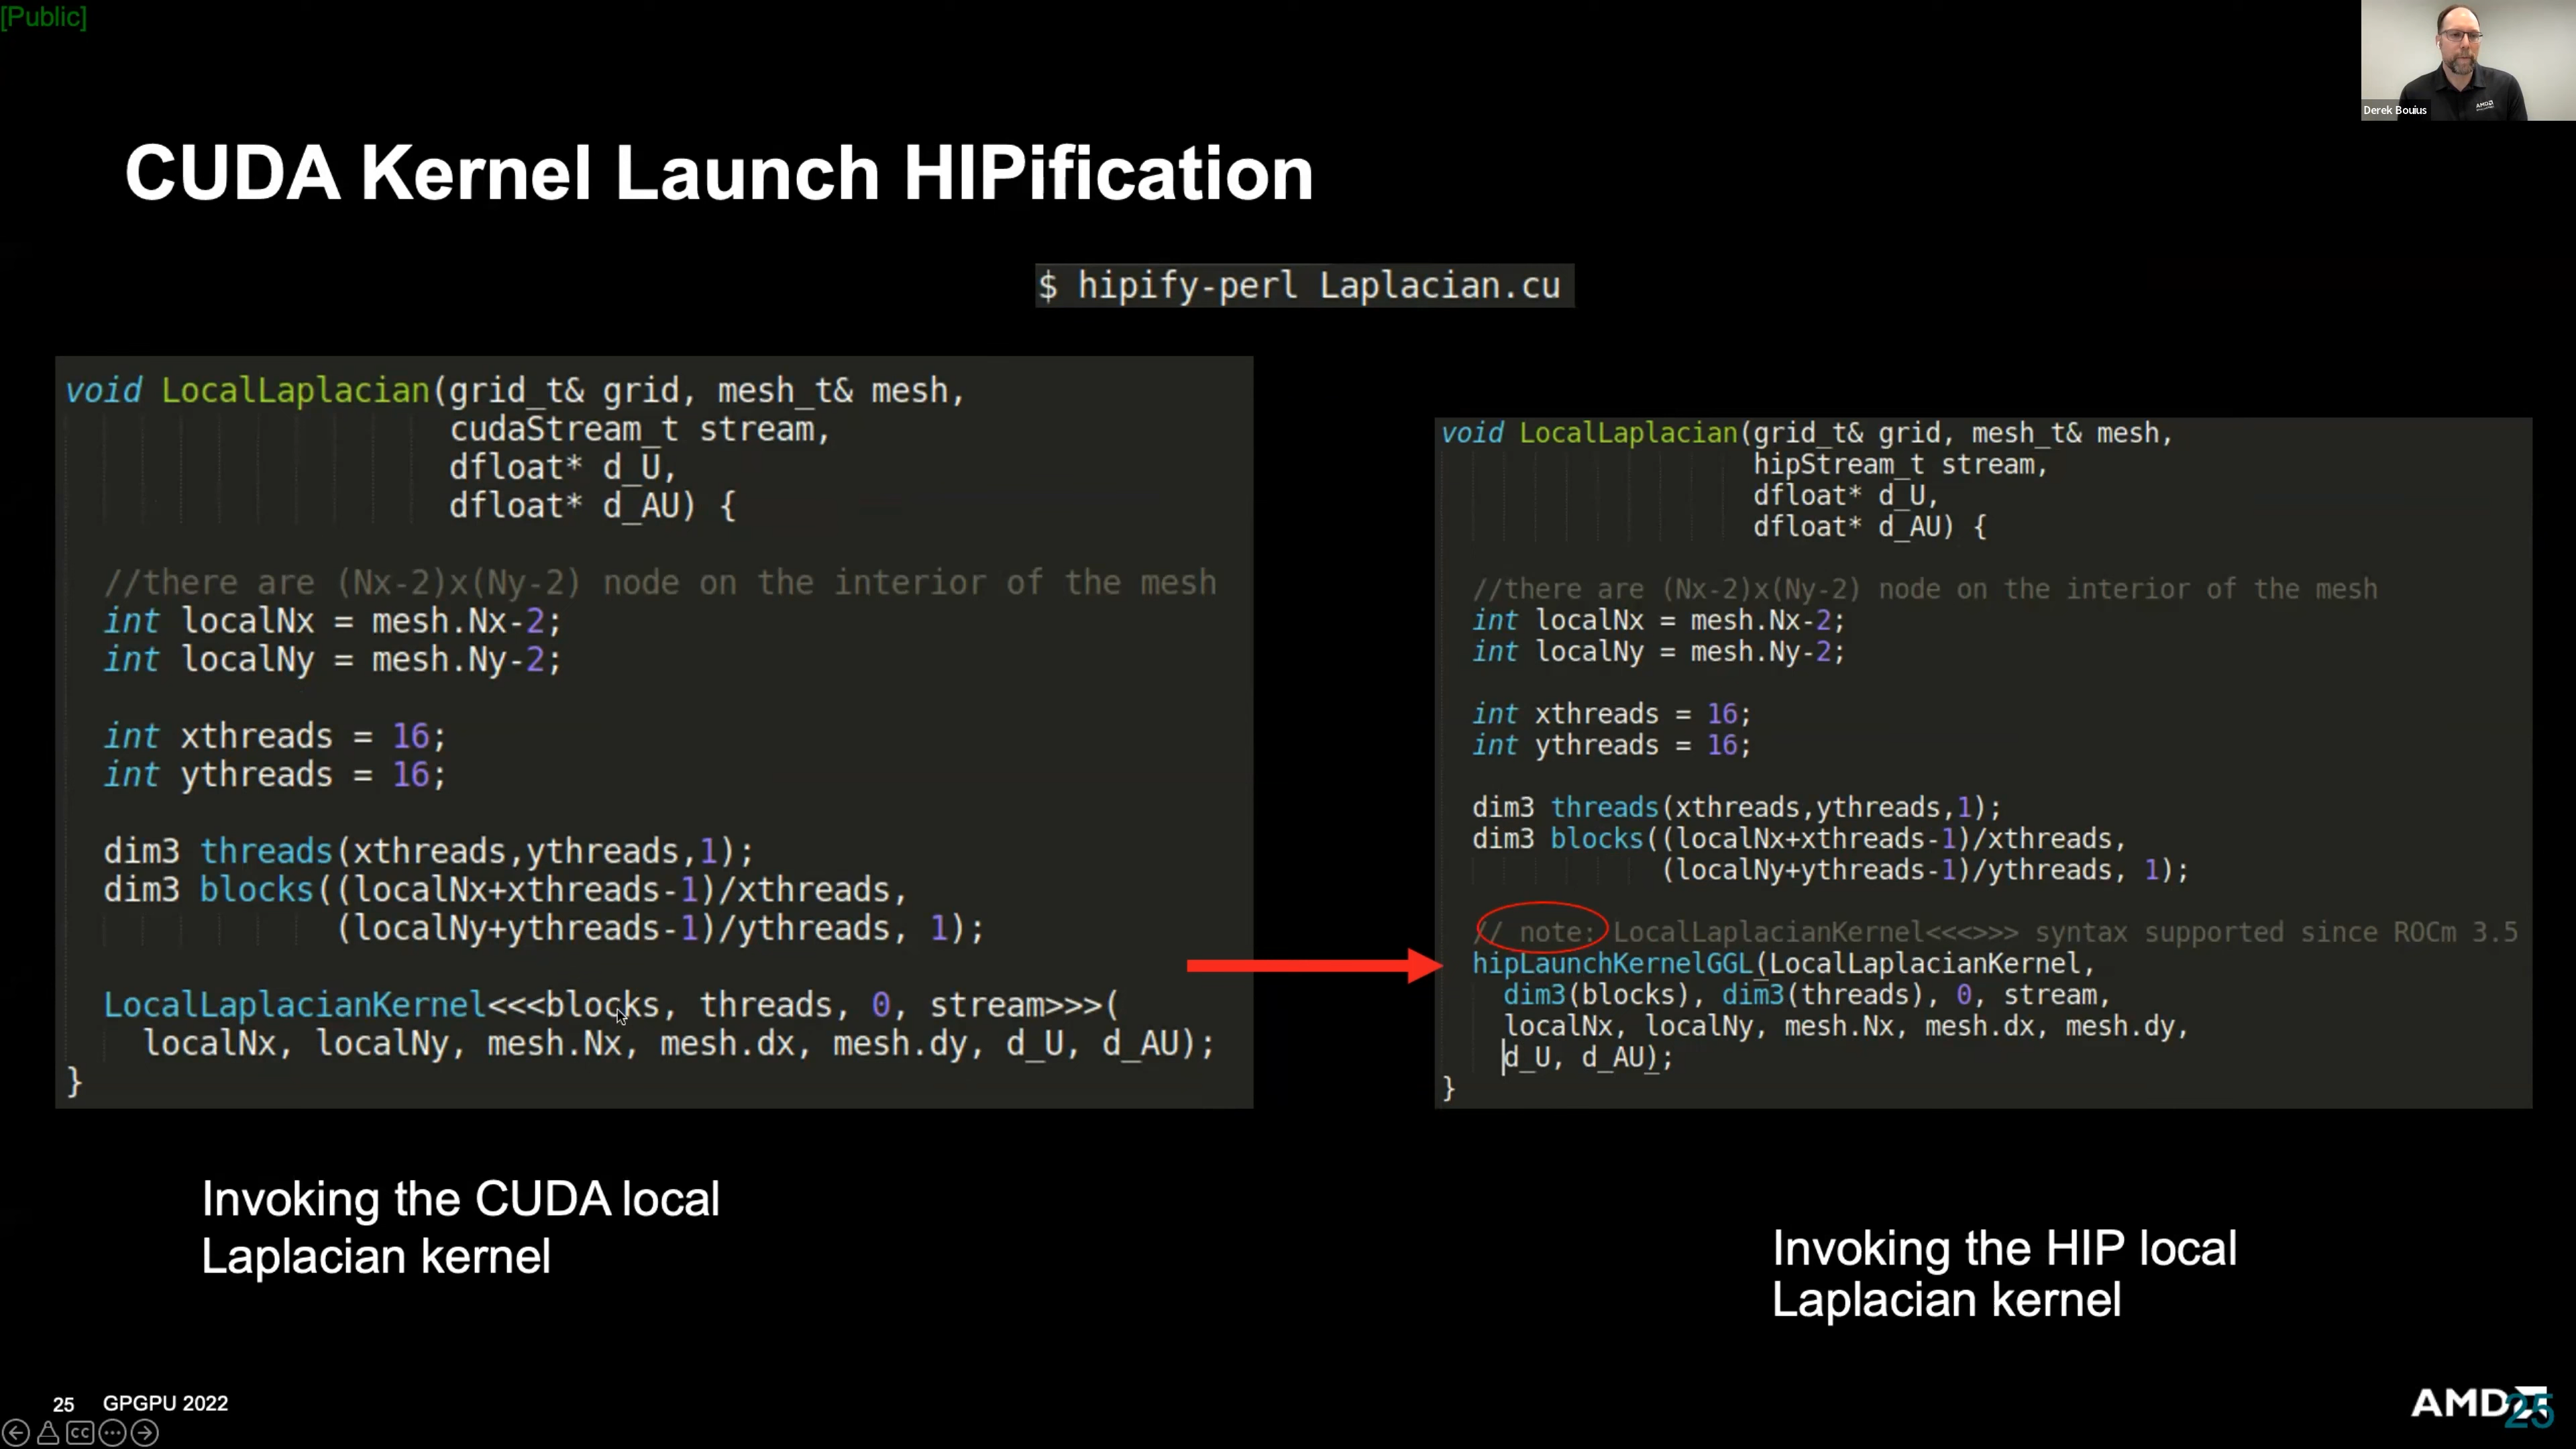 [Public]
Derek Bouius
CUDA Kernel Launch HIPification
$ hipify-perl Laplacian.cu
void LocalLaplacian(grid_t& grid, mesh_t& mesh,
cudaStream_t stream,
dfloat* d_U,
dfloat* d_AU) {
//there are (Nx-2)x(Ny-2) node on the interior of the mesh
int localNx = mesh.Nx-2;
int localNy = mesh.Ny-2;
int xthreads = 16;
int ythreads = 16;
dim3 threads(xthreads,ythreads,1);
dim3 blocks((localNx+xthreads-1)/xthreads,
(localNy+ythreads-1)/ythreads, 1);
LocalLaplacianKernel<<<blocks, threads, 0, stream>>>(
localNx, localNy, mesh.Nx, mesh.dx, mesh.dy, d_U, d_AU);
}
Invoking the CUDA local
Laplacian kernel
void LocalLaplacian(grid_t& grid, mesh_t& mesh,
hipStream_t stream,
dfloat* d_U,
dfloat* d_AU) {
//there are (Nx-2)x(Ny-2) node on the interior of the mesh
int localNx = mesh.Nx-2;
int localNy = mesh.Ny-2;
int xthreads = 16;
int ythreads = 16;
dim3 threads(xthreads,ythreads,1);
dim3 blocks((localNx+xthreads-1)/xthreads,
(localNy+ythreads-1)/ythreads, 1);
// note: LocalLaplacianKernel<<<>>> syntax supported since ROCm 3.5
hipLaunchKernelGGL(LocalLaplacianKernel,
dim3(blocks), dim3(threads), 0, stream,
localNx, localNy, mesh.Nx, mesh.dx, mesh.dy,
d_U, d_AU);
}
Invoking the HIP local
Laplacian kernel
25 GPGPU 2022
CC
AMD
25